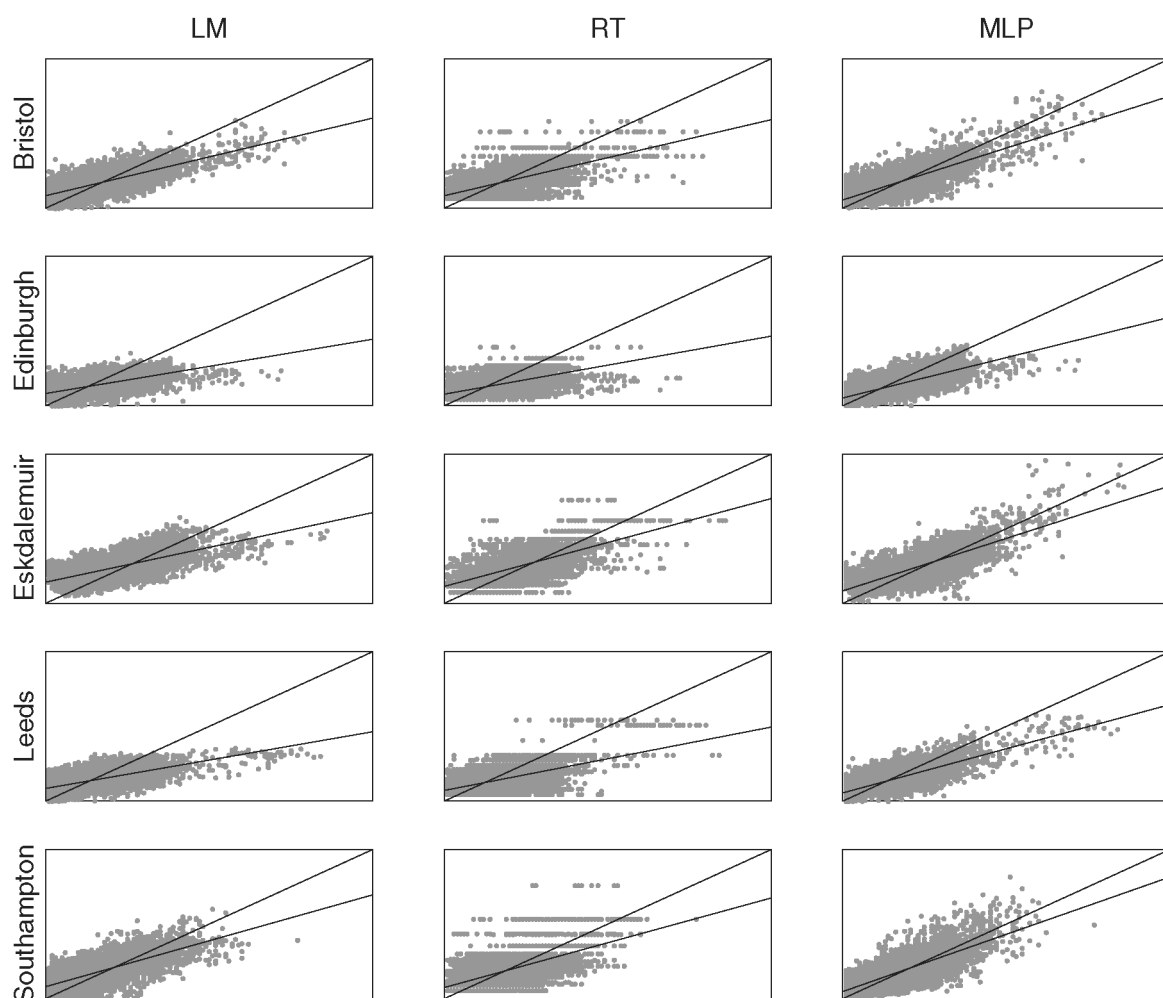 LM
RT
MLP
Bristol
Edinburgh
Eskdalemuir
Leeds
Southampton